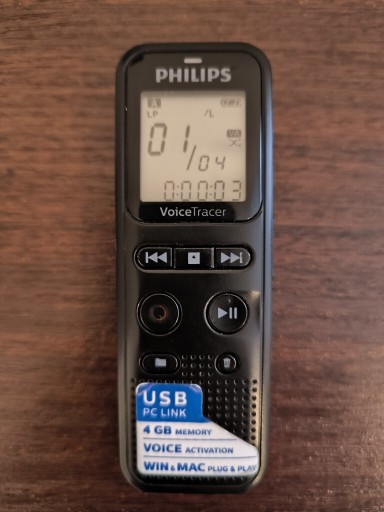 PHILIPS
A
LP /L
01/04 VA
0:00:03
VoiceTracer
USB
PC LINK
4 GB MEMORY
VOICE ACTIVATION
WIN & MAC PLUG & PLAY